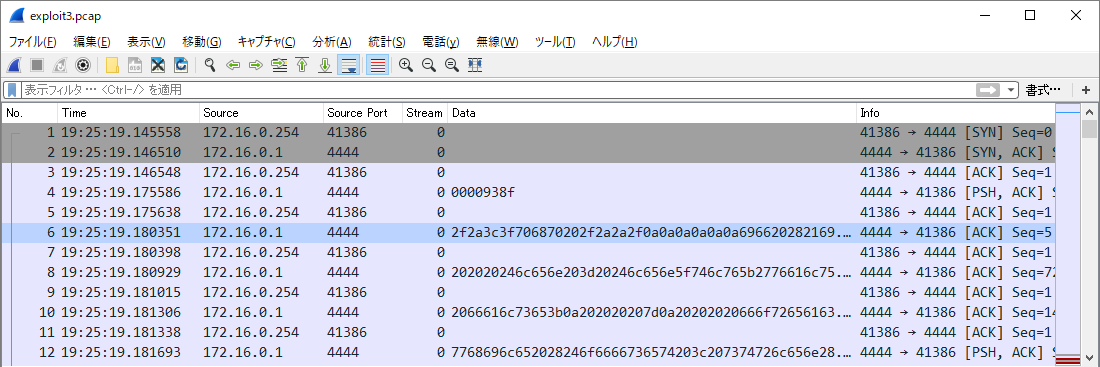 exploit3.pcap
ファイル(F) 編集(E) 表示(V) 移動(G) キャプチャ(C) 分析(A) 統計(S) 電話(y) 無線(W) ツール(T) ヘルプ(H)
表示フィルタ … <Ctrl-/> を適用 書式… +
No. Time Source Source Port Stream Data Info
1 19:25:19.145558 172.16.0.254 41386 0 41386 → 4444 [SYN] Seq=0
2 19:25:19.146510 172.16.0.1 4444 0 4444 → 41386 [SYN, ACK] S
3 19:25:19.146548 172.16.0.254 41386 0 41386 → 4444 [ACK] Seq=1
4 19:25:19.175586 172.16.0.1 4444 0 0000938f 4444 → 41386 [PSH, ACK] S
5 19:25:19.175638 172.16.0.254 41386 0 41386 → 4444 [ACK] Seq=1
6 19:25:19.180351 172.16.0.1 4444 0 2f2a3c3f706870202f2a2a2f0a0a0a0a0a0a696620282169.… 4444 → 41386 [ACK] Seq=5
7 19:25:19.180398 172.16.0.254 41386 0 41386 → 4444 [ACK] Seq=1
8 19:25:19.180929 172.16.0.1 4444 0 202020246c656e203d20246c656e5f746c765b2776616c75.… 4444 → 41386 [ACK] Seq=72
9 19:25:19.181015 172.16.0.254 41386 0 41386 → 4444 [ACK] Seq=1
10 19:25:19.181306 172.16.0.1 4444 0 2066616c73653b0a202020207d0a20202020666f72656163.… 4444 → 41386 [ACK] Seq=14
11 19:25:19.181338 172.16.0.254 41386 0 41386 → 4444 [ACK] Seq=1
12 19:25:19.181693 172.16.0.1 4444 0 7768696c652028246f6666736574203c207374726c656e28.… 4444 → 41386 [PSH, ACK] S